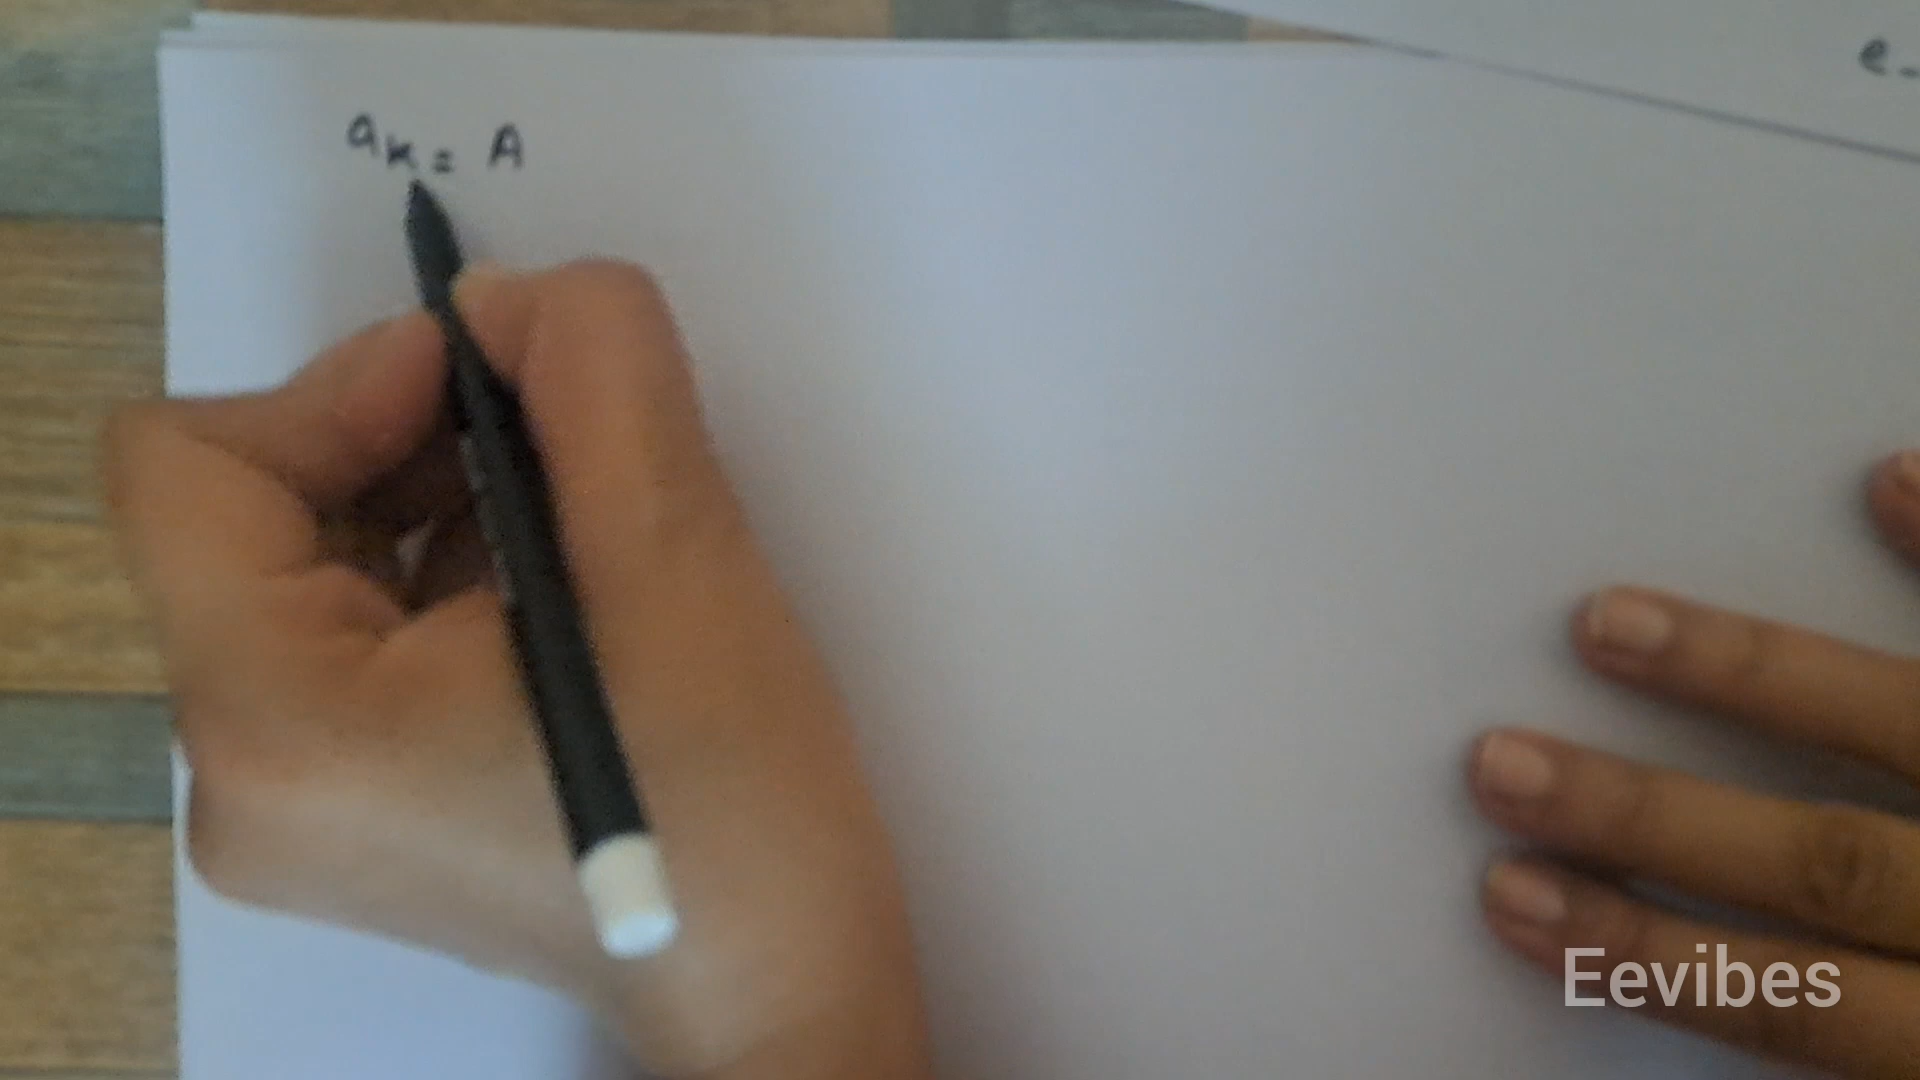 e-
aₖ = A
Eevibes